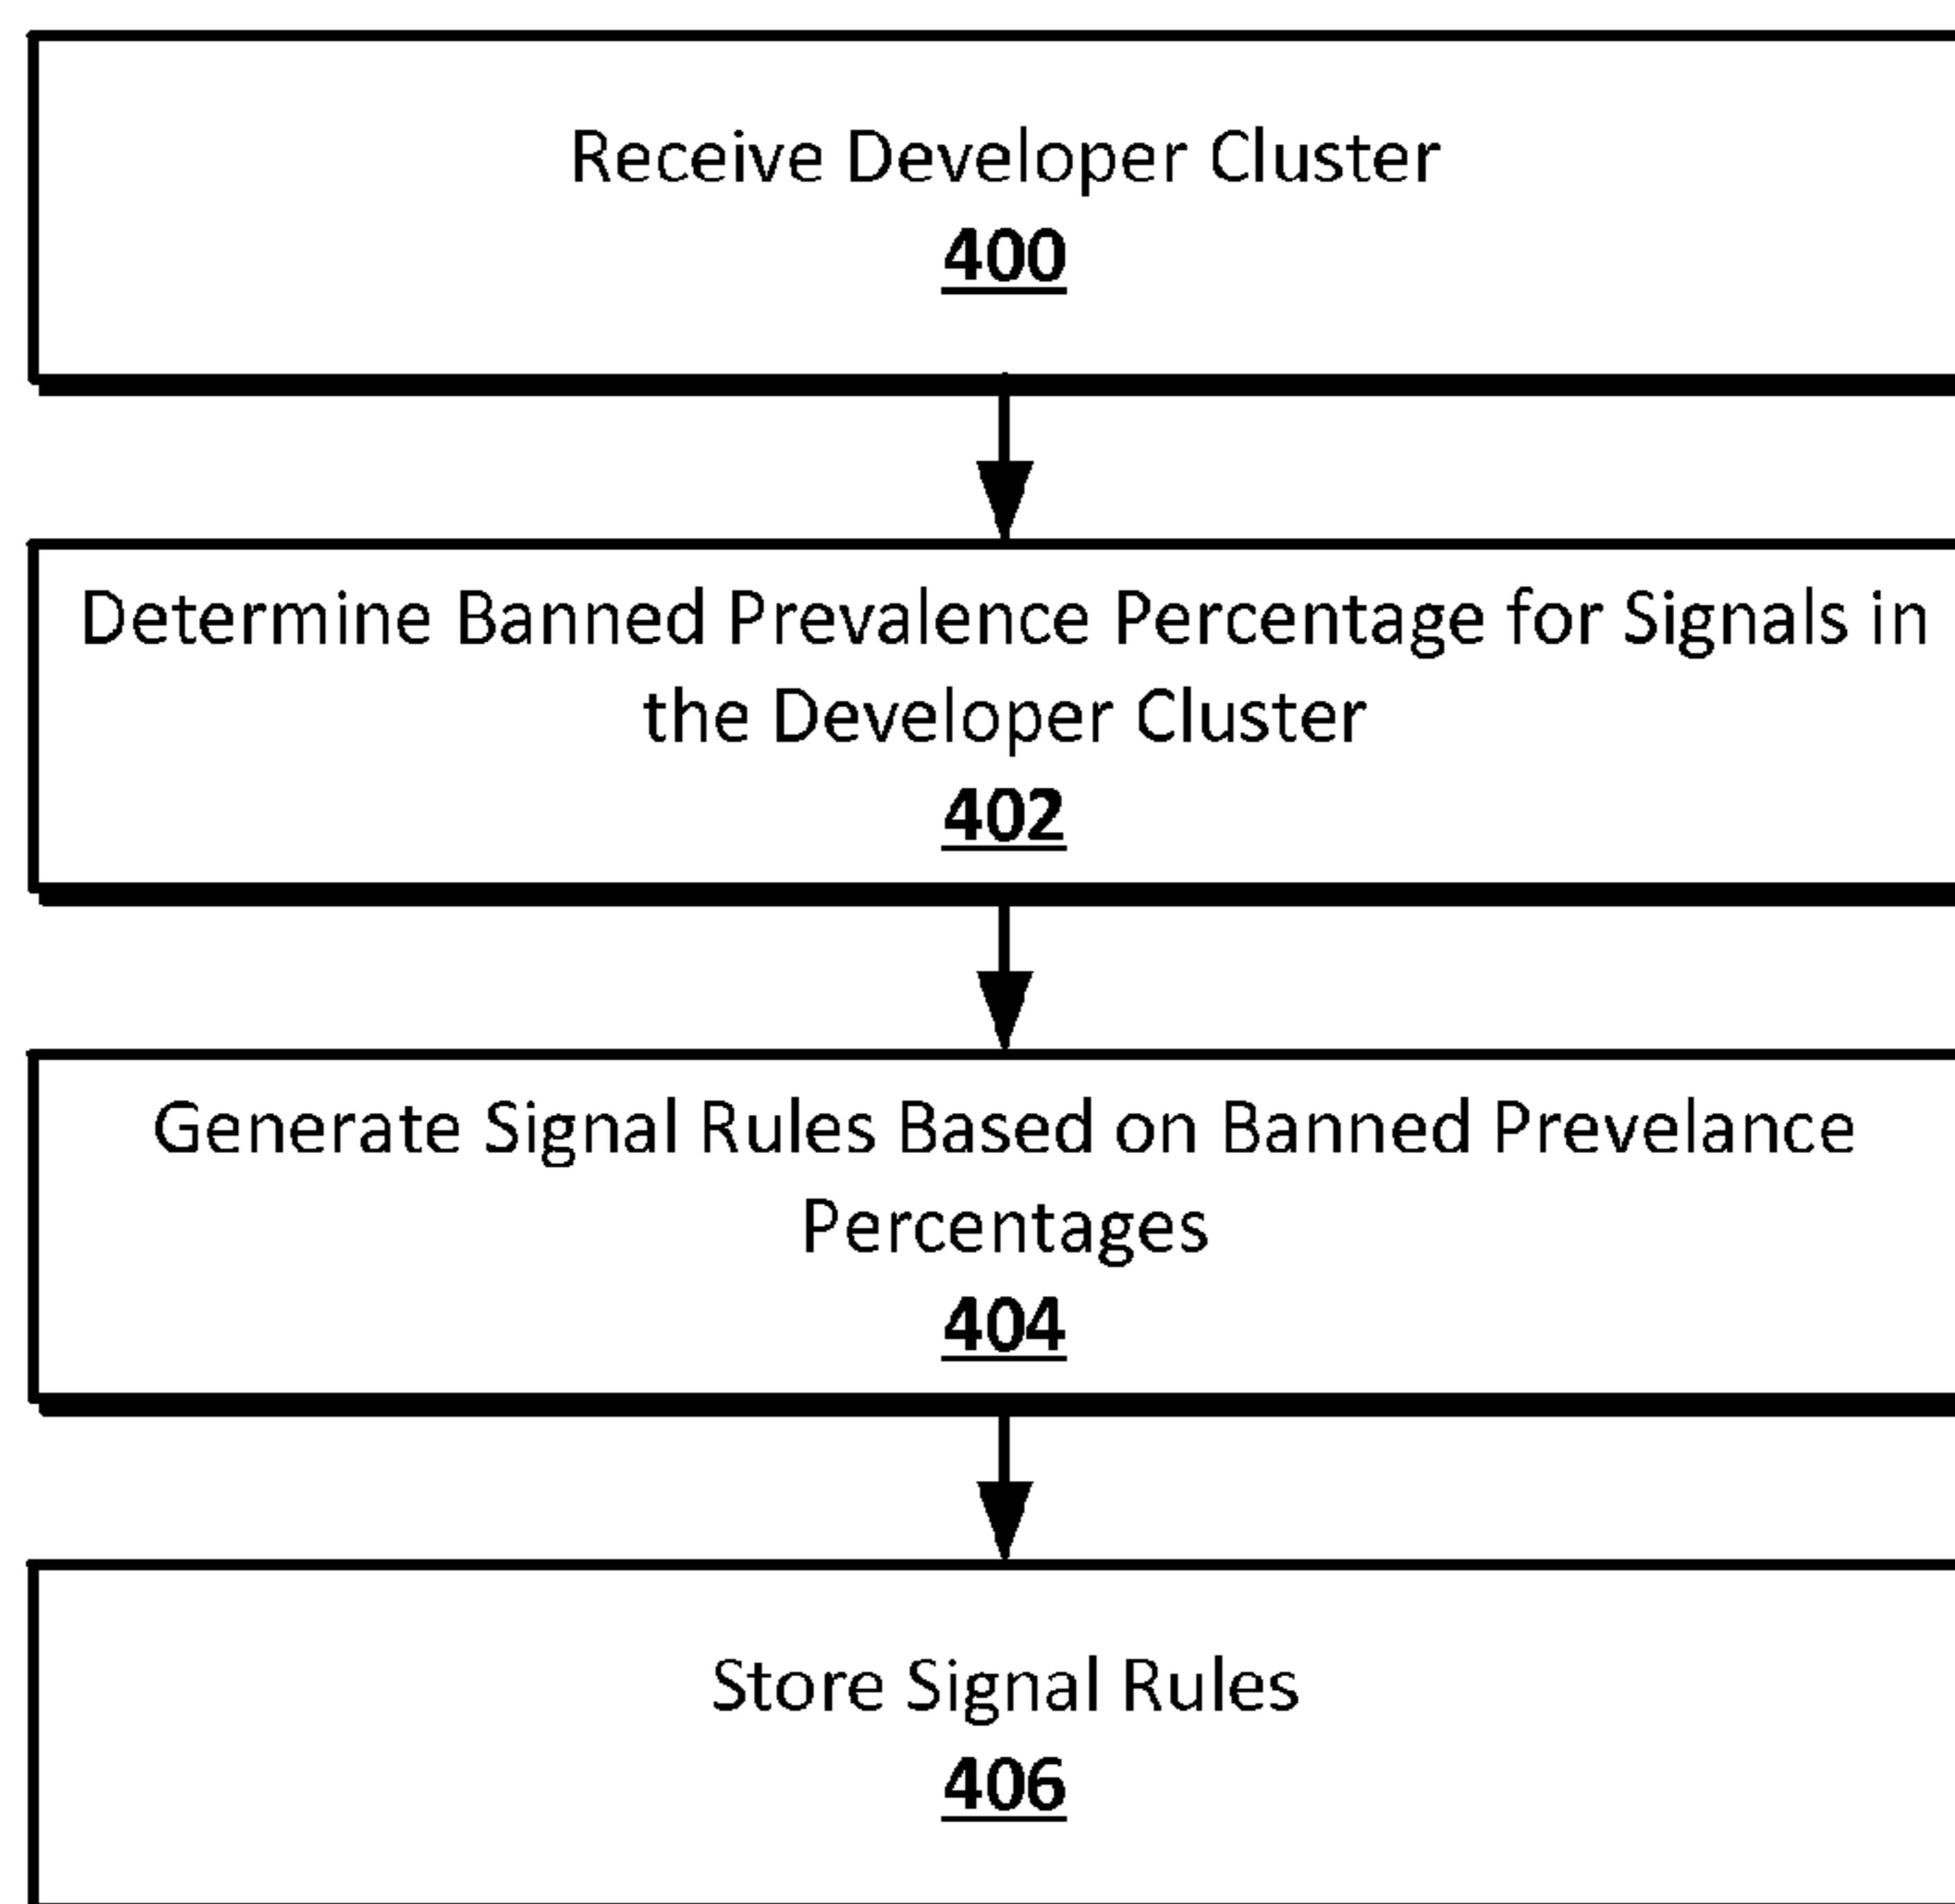 Receive Developer Cluster
400
Determine Banned Prevalence Percentage for Signals in
the Developer Cluster
402
Generate Signal Rules Based on Banned Prevelance
Percentages
404
Store Signal Rules
406